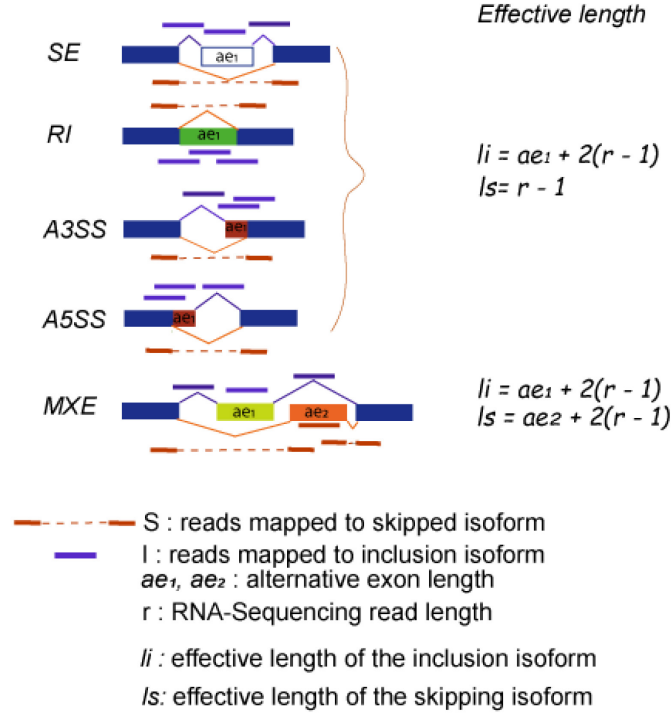 Effective length
SE
ae₁
RI
ae₁
li = ae₁ + 2(r - 1)
ls= r - 1
A3SS
ae₁
A5SS
ae₁
MXE
ae₁
ae₂
li = ae₁ + 2(r - 1)
ls = ae₂ + 2(r - 1)
S : reads mapped to skipped isoform
I : reads mapped to inclusion isoform
ae₁, ae₂ : alternative exon length
r : RNA-Sequencing read length
li : effective length of the inclusion isoform
ls: effective length of the skipping isoform